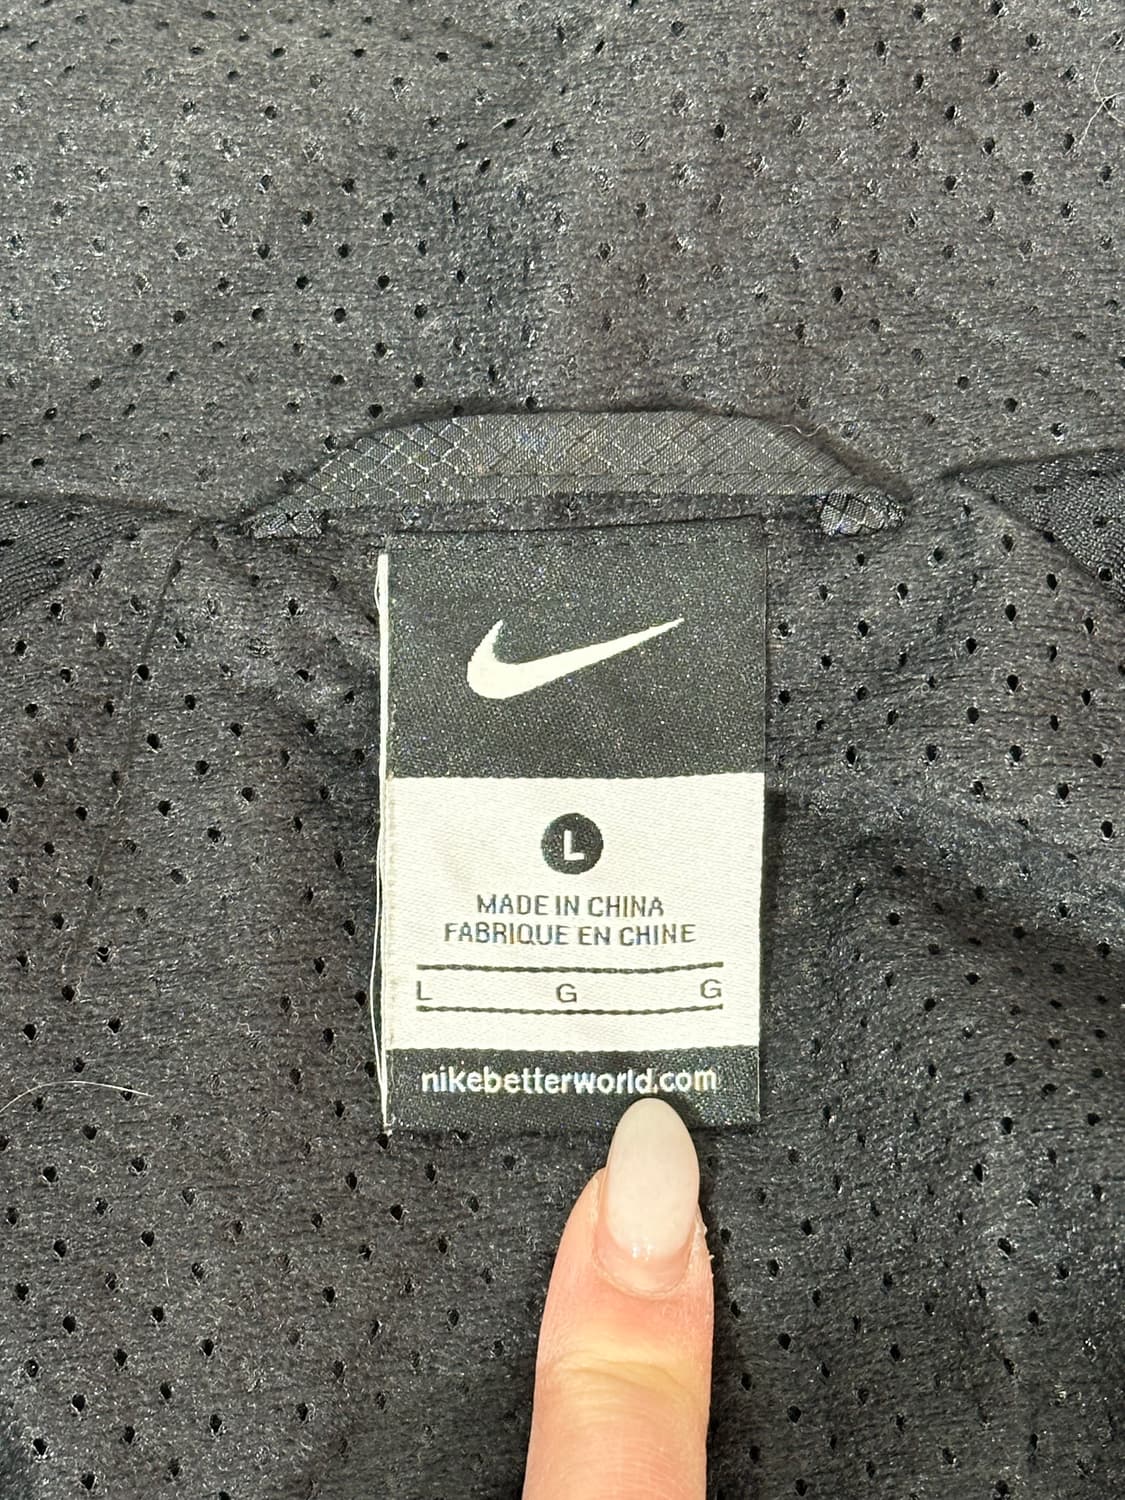 L
MADE IN CHINA
FABRIQUE EN CHINE
L G G
nikebetterworld.com